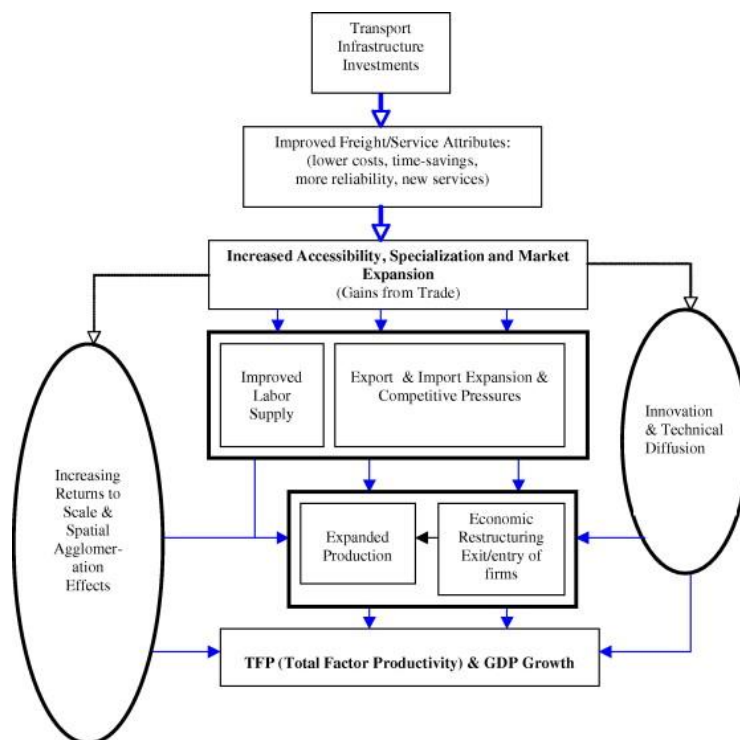 Transport
Infrastructure
Investments
Improved Freight/Service Attributes:
(lower costs, time-savings,
more reliability, new services)
Increased Accessibility, Specialization and Market
Expansion
(Gains from Trade)
Improved
Labor
Supply
Export & Import Expansion &
Competitive Pressures
Innovation
& Technical
Diffusion
Increasing
Returns to
Scale &
Spatial
Agglomer-
ation
Effects
Expanded
Production
Economic
Restructuring
Exit/entry of
firms
TFP (Total Factor Productivity) & GDP Growth